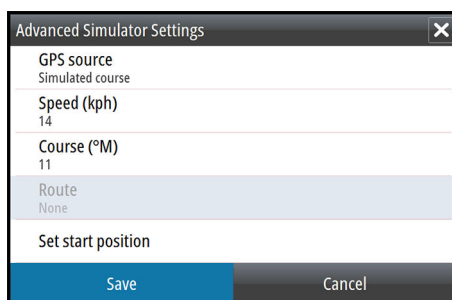 Advanced Simulator Settings
GPS source
Simulated course
Speed (kph)
14
Course (°M)
11
Route
None
Set start position
Save
Cancel